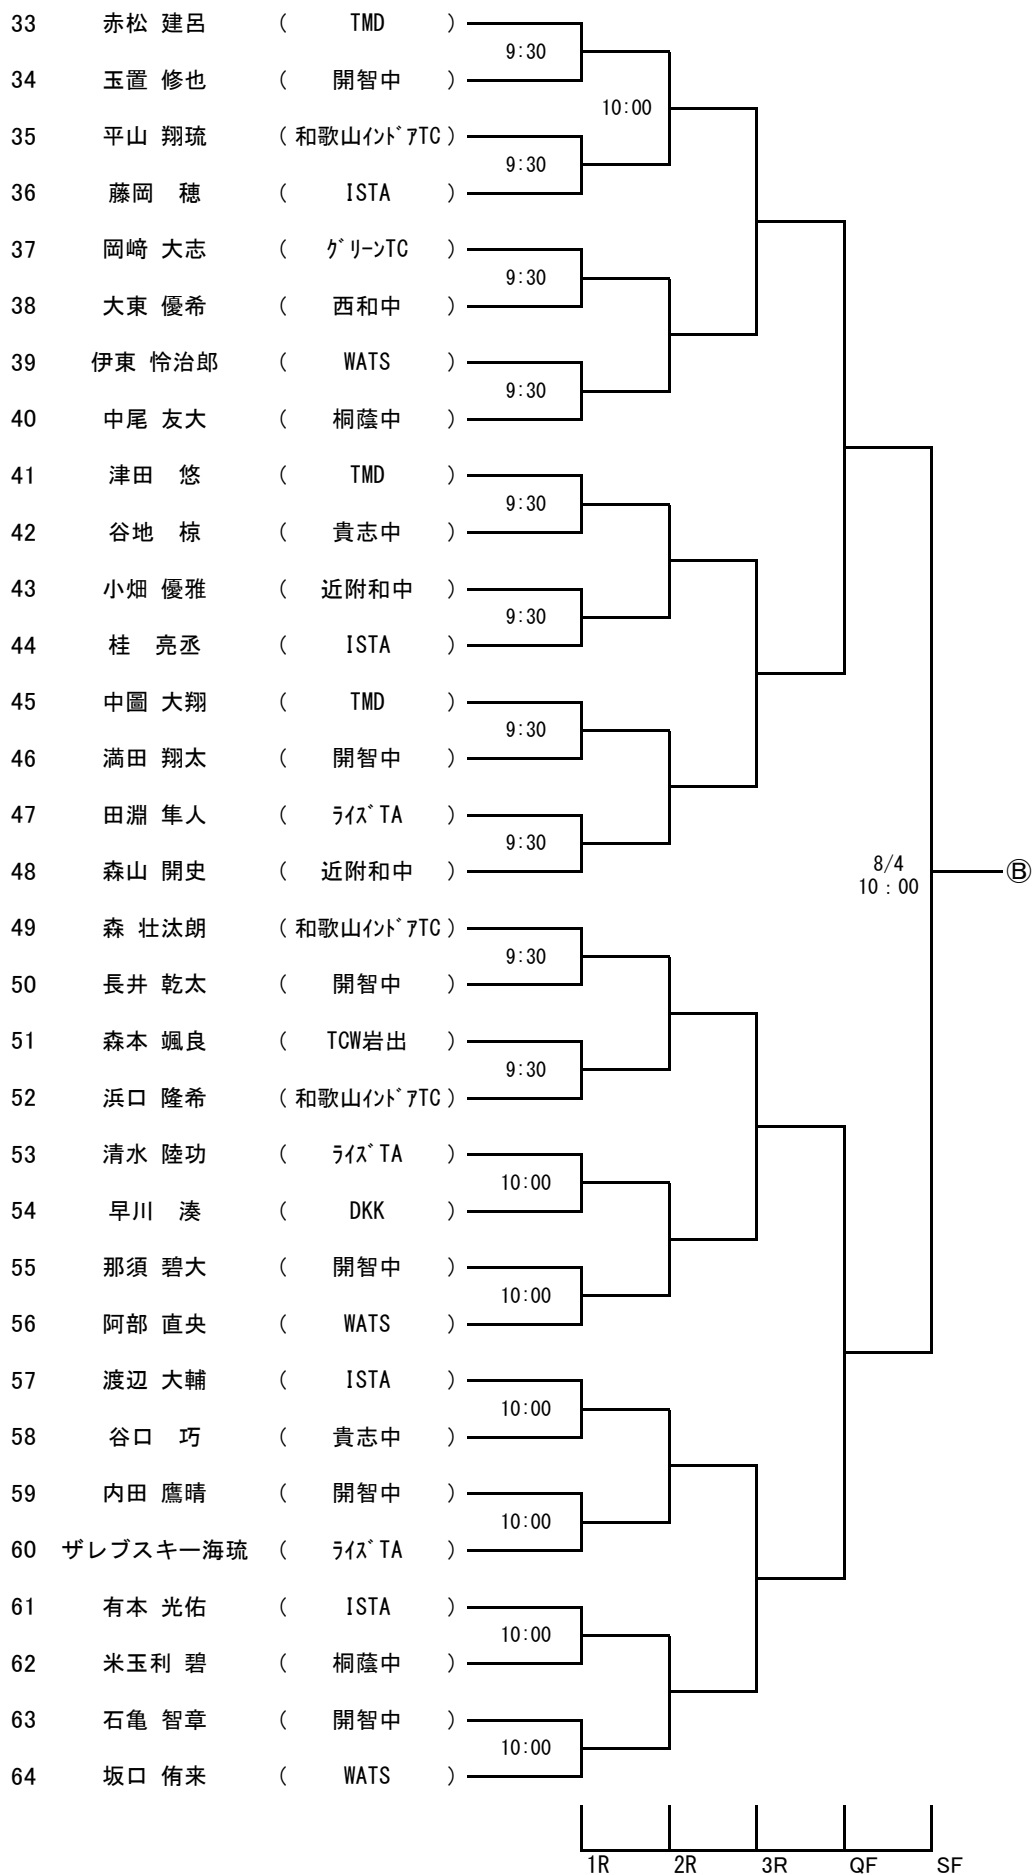 33 赤松 建呂 ( TMD )
9:30
34 玉置 修也 ( 開智中 )
10:00
35 平山 翔琉 ( 和歌山ｲﾝﾄﾞｱTC )
9:30
36 藤岡 穂 ( ISTA )
37 岡﨑 大志 ( ｸﾞﾘｰﾝTC )
9:30
38 大東 優希 ( 西和中 )
39 伊東 怜治郎 ( WATS )
9:30
40 中尾 友大 ( 桐蔭中 )
41 津田 悠 ( TMD )
9:30
42 谷地 椋 ( 貴志中 )
43 小畑 優雅 ( 近附和中 )
9:30
44 桂 亮丞 ( ISTA )
45 中圖 大翔 ( TMD )
9:30
46 満田 翔太 ( 開智中 )
47 田淵 隼人 ( ﾗｲｽﾞTA )
9:30
48 森山 開史 ( 近附和中 )
8/4
10：00
Ⓑ
49 森 壮汰朗 ( 和歌山ｲﾝﾄﾞｱTC )
9:30
50 長井 乾太 ( 開智中 )
51 森本 颯良 ( TCW岩出 )
9:30
52 浜口 隆希 ( 和歌山ｲﾝﾄﾞｱTC )
53 清水 陸功 ( ﾗｲｽﾞTA )
10:00
54 早川 湊 ( DKK )
55 那須 碧大 ( 開智中 )
10:00
56 阿部 直央 ( WATS )
57 渡辺 大輔 ( ISTA )
10:00
58 谷口 巧 ( 貴志中 )
59 内田 鷹晴 ( 開智中 )
10:00
60 ザレブスキー海琉 ( ﾗｲｽﾞTA )
61 有本 光佑 ( ISTA )
10:00
62 米玉利 碧 ( 桐蔭中 )
63 石亀 智章 ( 開智中 )
10:00
64 坂口 侑来 ( WATS )
1R 2R 3R QF SF